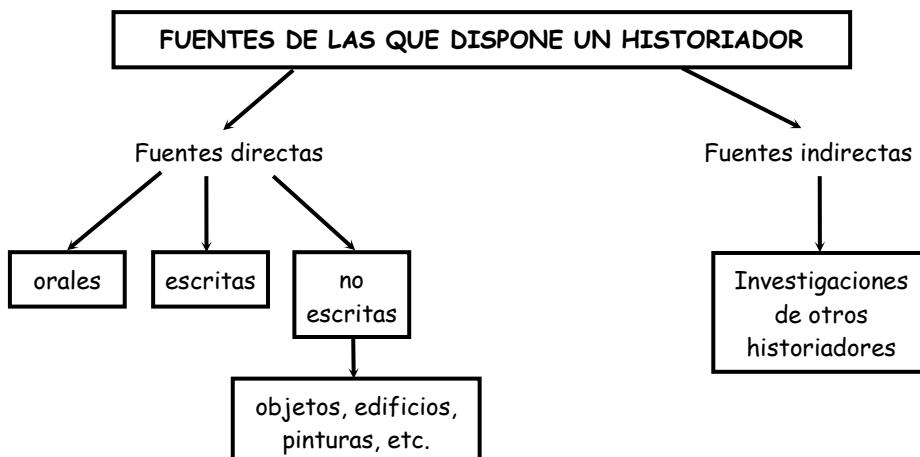 FUENTES DE LAS QUE DISPONE UN HISTORIADOR
Fuentes directas
Fuentes indirectas
orales
escritas
no
escritas
Investigaciones
de otros
historiadores
objetos, edificios,
pinturas, etc.